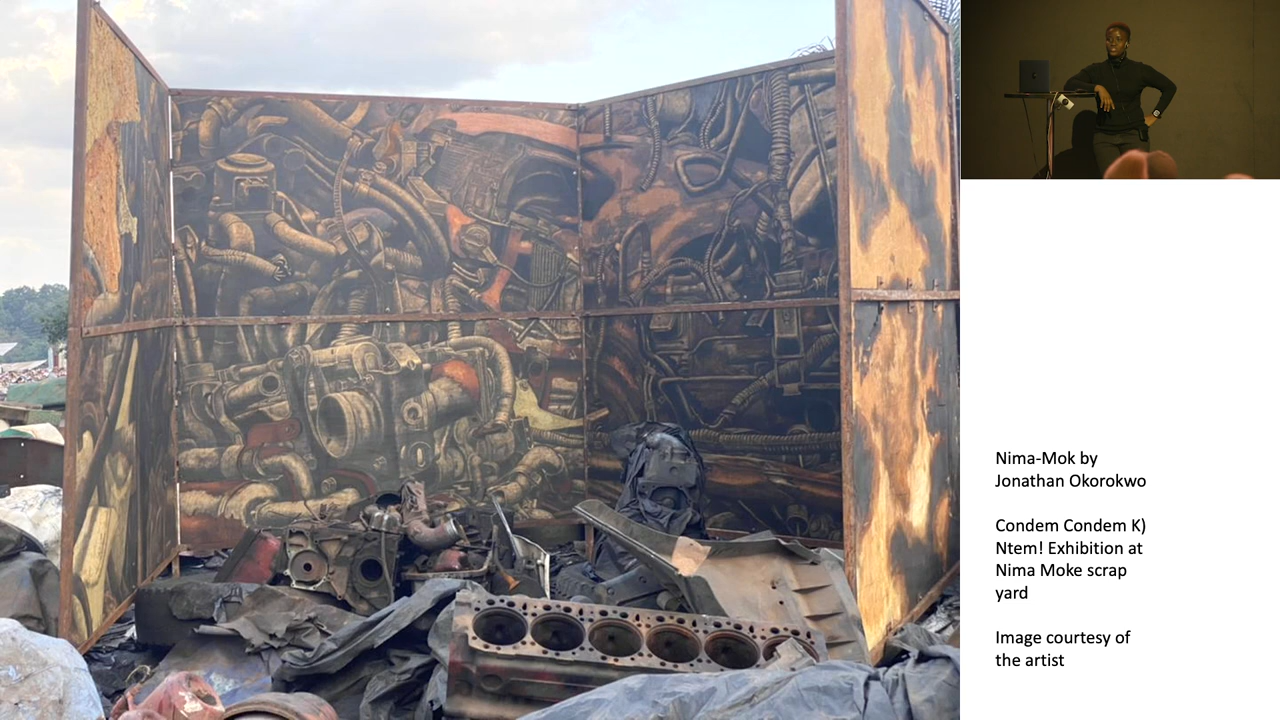 Nima-Mok by
Jonathan Okorokwo
Condem Condem K)
Ntem! Exhibition at
Nima Moke scrap
yard
Image courtesy of
the artist